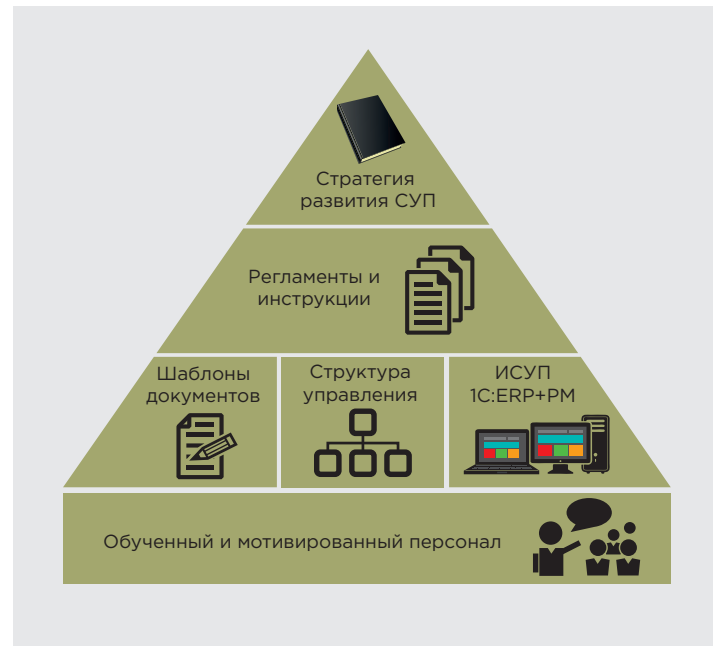 Стратегия
развития СУП
Регламенты и
инструкции
Шаблоны
документов
Структура
управления
ИСУП
1С:ERP+PM
Обученный и мотивированный персонал